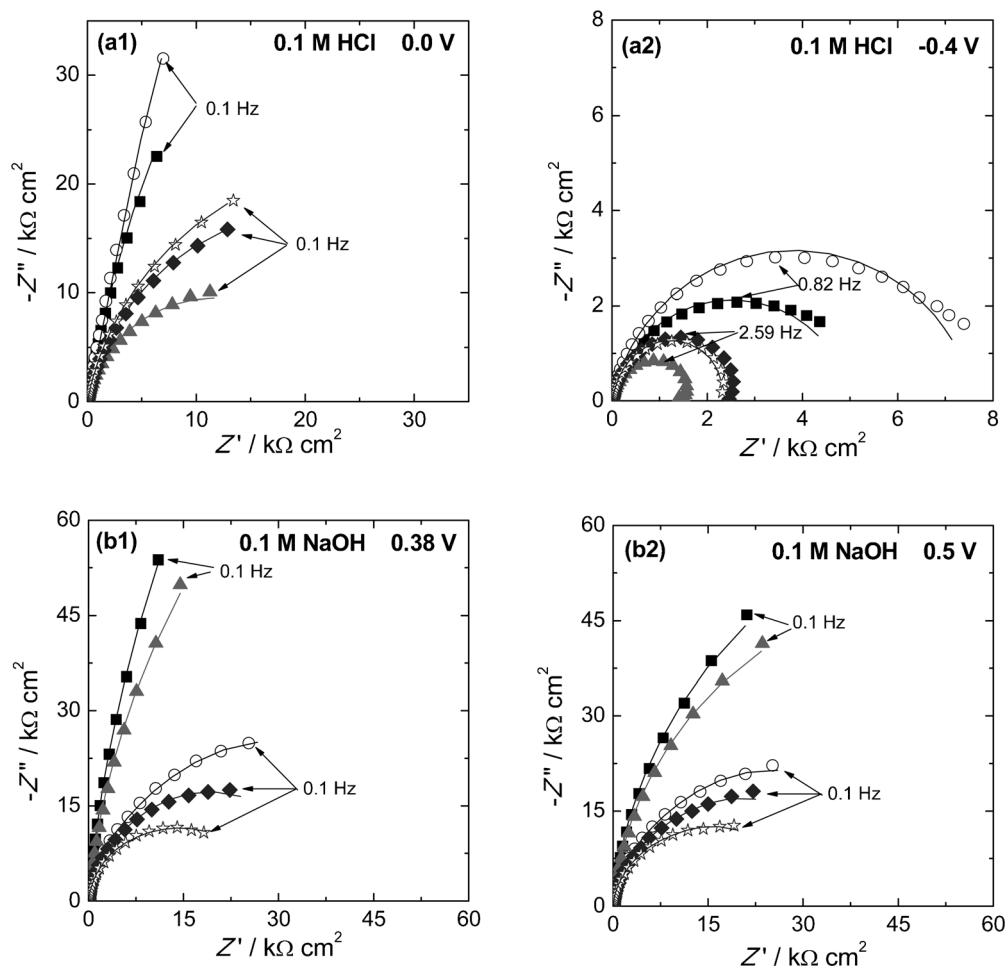 (a1) 0.1 M HCl 0.0 V
30
20
10
0
0.1 Hz
0.1 Hz
0 10 20 30
-Z" / kΩ cm²
Z' / kΩ cm²
(a2) 0.1 M HCl -0.4 V
8
7
6
5
4
3
2
1
0
0.82 Hz
2.59 Hz
0 2 4 6 8
-Z" / kΩ cm²
Z' / kΩ cm²
(b1) 0.1 M NaOH 0.38 V
60
45
30
15
0
0.1 Hz
0.1 Hz
0 15 30 45 60
-Z" / kΩ cm²
Z' / kΩ cm²
(b2) 0.1 M NaOH 0.5 V
60
45
30
15
0
0.1 Hz
0.1 Hz
0 15 30 45 60
-Z" / kΩ cm²
Z' / kΩ cm²